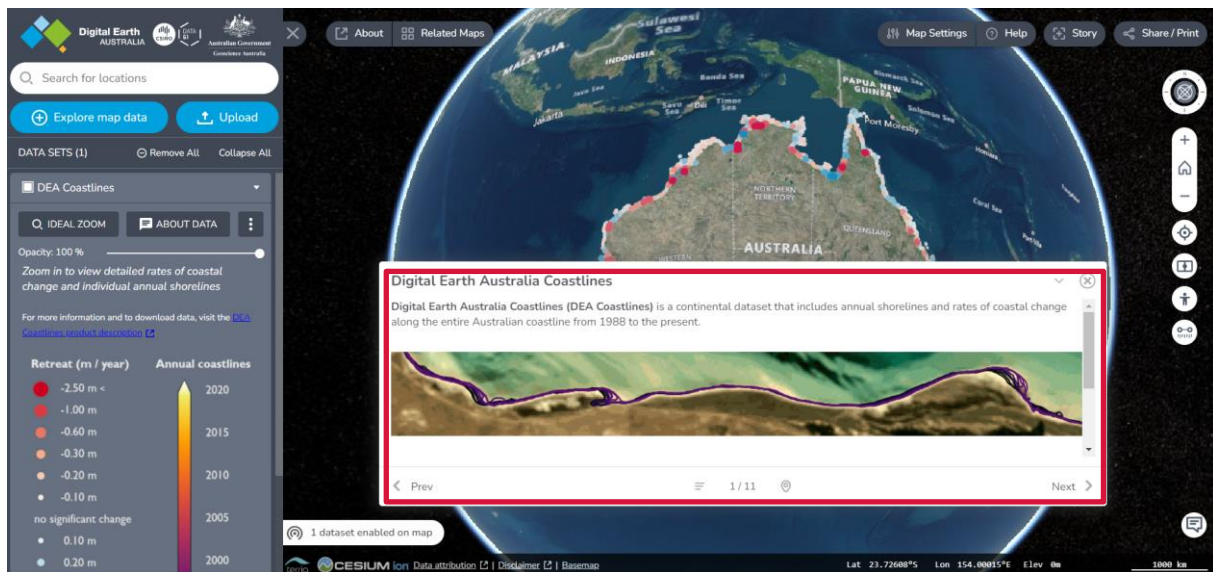 Digital Earth
AUSTRALIA
CSIRO
Australian Government
Geoscience Australia
Search for locations
Explore map data
Upload
DATA SETS (1)
Remove All
Collapse All
DEA Coastlines
IDEAL ZOOM
ABOUT DATA
Opacity: 100 %
Zoom in to view detailed rates of coastal
change and individual annual shorelines
For more information and to download data, visit the DEA
Coastlines product description
Retreat (m / year)
Annual coastlines
-2.50 m <
-1.00 m
-0.60 m
-0.30 m
-0.20 m
-0.10 m
no significant change
0.10 m
0.20 m
2020
2015
2010
2005
2000
About
Related Maps
Map Settings
Help
Story
Share / Print
Sulawesi
Sea
MALAYSIA
INDONESIA
Java Sea
Banda Sea
Jakarta
Savu
Sea
Dili
Timor
Sea
PAPUA NEW
GUINEA
Bismarck Sea
Solomon Sea
Port Moresby
Honiara
Coral Sea
Port-Vila
NORTHERN
TERRITORY
QUEENSLAND
AUSTRALIA
WESTERN
Digital Earth Australia Coastlines
Digital Earth Australia Coastlines (DEA Coastlines) is a continental dataset that includes annual shorelines and rates of coastal change
along the entire Australian coastline from 1988 to the present.
Prev
1 / 11
Next
1 dataset enabled on map
terria
CESIUM ion
Data attribution
| Disclaimer
| Basemap
Lat 23.72608°S
Lon 154.00015°E
Elev 0m
1000 km